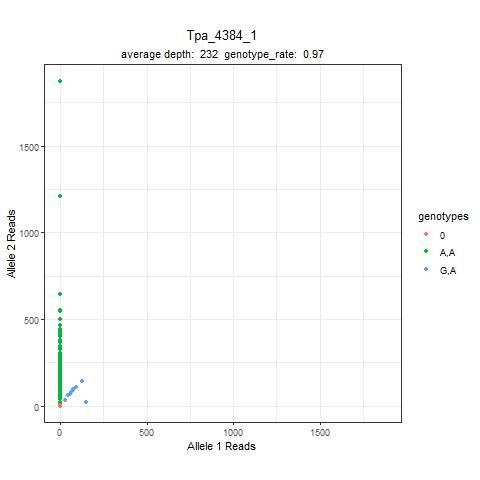 Tpa_4384_1
average depth: 232 genotype_rate: 0.97
Allele 2 Reads
1500
1000
500
0
0 500 1000 1500
Allele 1 Reads
genotypes
0
A,A
G,A